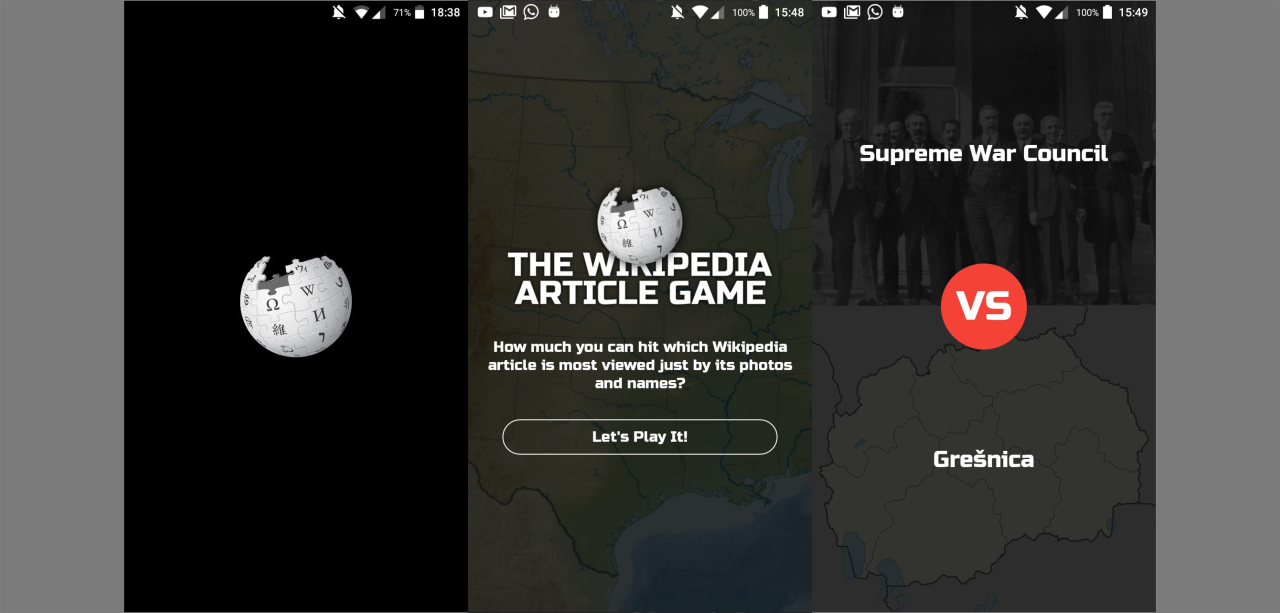 71% 18:38
Ω W
維 И
100% 15:48
Ω W
維 И
THE WIKIPEDIA
ARTICLE GAME
How much you can hit which Wikipedia
article is most viewed just by its photos
and names?
Let's Play It!
100% 15:49
Supreme War Council
VS
Grešnica